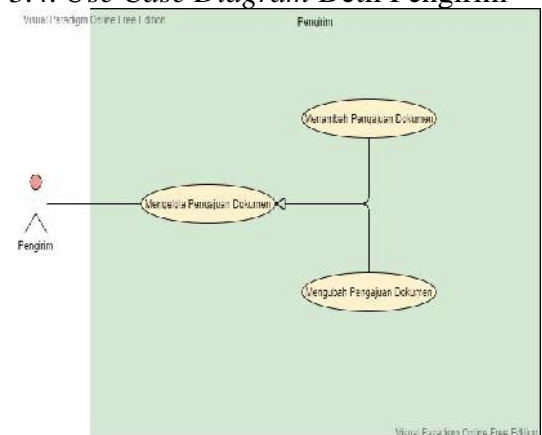 3.4. Use Case Diagram Detil Pengirim
Visual Paradigm Online Free Edition
Pengirim
Menambah Pengajuan Dokumen
Mengelola Pengajuan Dokumen
Pengirim
Mengubah Pengajuan Dokumen
Visual Paradigm Online Free Edition